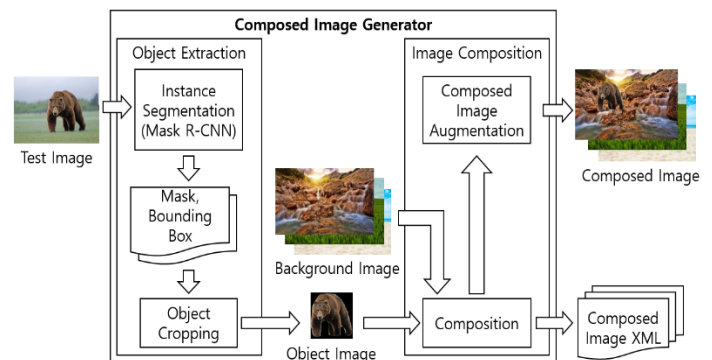 Composed Image Generator
Object Extraction
Image Composition
Instance
Segmentation
(Mask R-CNN)
Composed
Image
Augmentation
Test Image
Composed Image
Mask,
Bounding
Box
Background Image
Object
Cropping
Object Image
Composition
Composed
Image XML